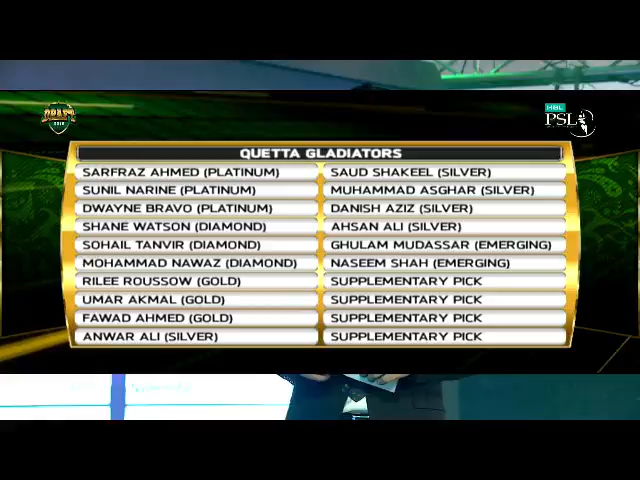 DRAFT
HBL
PSL
QUETTA GLADIATORS
SARFRAZ AHMED (PLATINUM)
SUNIL NARINE (PLATINUM)
DWAYNE BRAVO (PLATINUM)
SHANE WATSON (DIAMOND)
SOHAIL TANVIR (DIAMOND)
MOHAMMAD NAWAZ (DIAMOND)
RILEE ROUSSOW (GOLD)
UMAR AKMAL (GOLD)
FAWAD AHMED (GOLD)
ANWAR ALI (SILVER)
SAUD SHAKEEL (SILVER)
MUHAMMAD ASGHAR (SILVER)
DANISH AZIZ (SILVER)
AHSAN ALI (SILVER)
GHULAM MUDASSAR (EMERGING)
NASEEM SHAH (EMERGING)
SUPPLEMENTARY PICK
SUPPLEMENTARY PICK
SUPPLEMENTARY PICK
SUPPLEMENTARY PICK